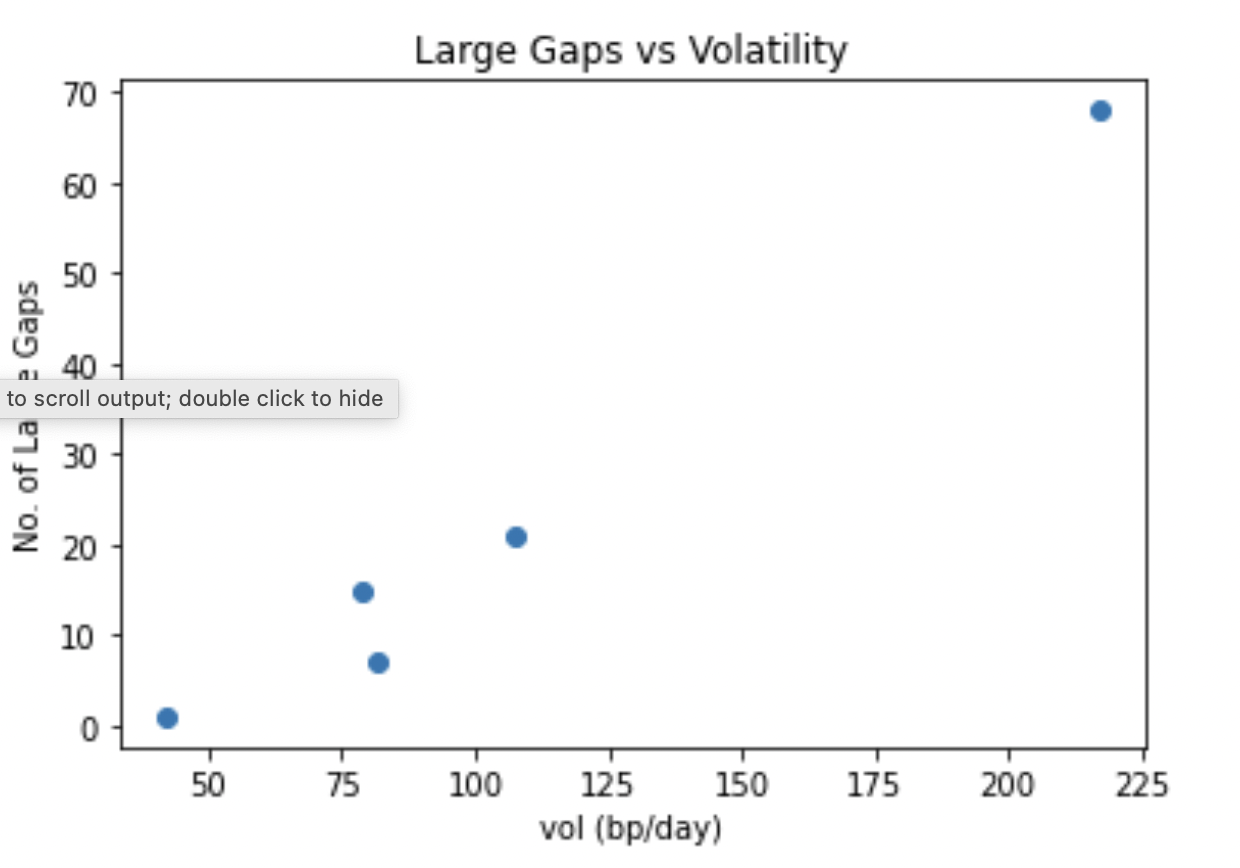 Large Gaps vs Volatility
70
60
50
40
30
20
10
0
No. of La e Gaps
to scroll output; double click to hide
50 75 100 125 150 175 200 225
vol (bp/day)